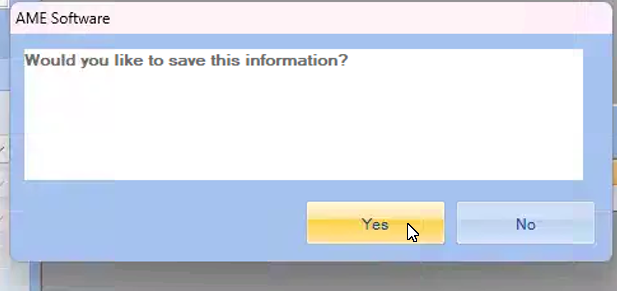 AME Software
Would you like to save this information?
Yes
No